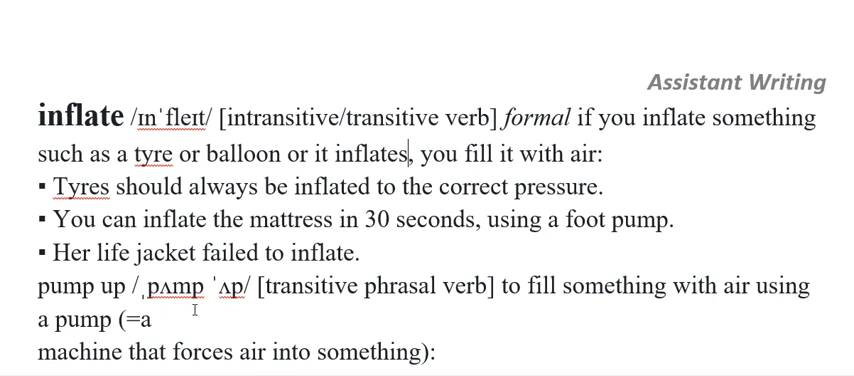 Assistant Writing
inflate /ɪnˈfleɪt/ [intransitive/transitive verb] formal if you inflate something
such as a tyre or balloon or it inflates, you fill it with air:
▪ Tyres should always be inflated to the correct pressure.
▪ You can inflate the mattress in 30 seconds, using a foot pump.
▪ Her life jacket failed to inflate.
pump up /ˌpʌmp ˈʌp/ [transitive phrasal verb] to fill something with air using
a pump (=a
machine that forces air into something):